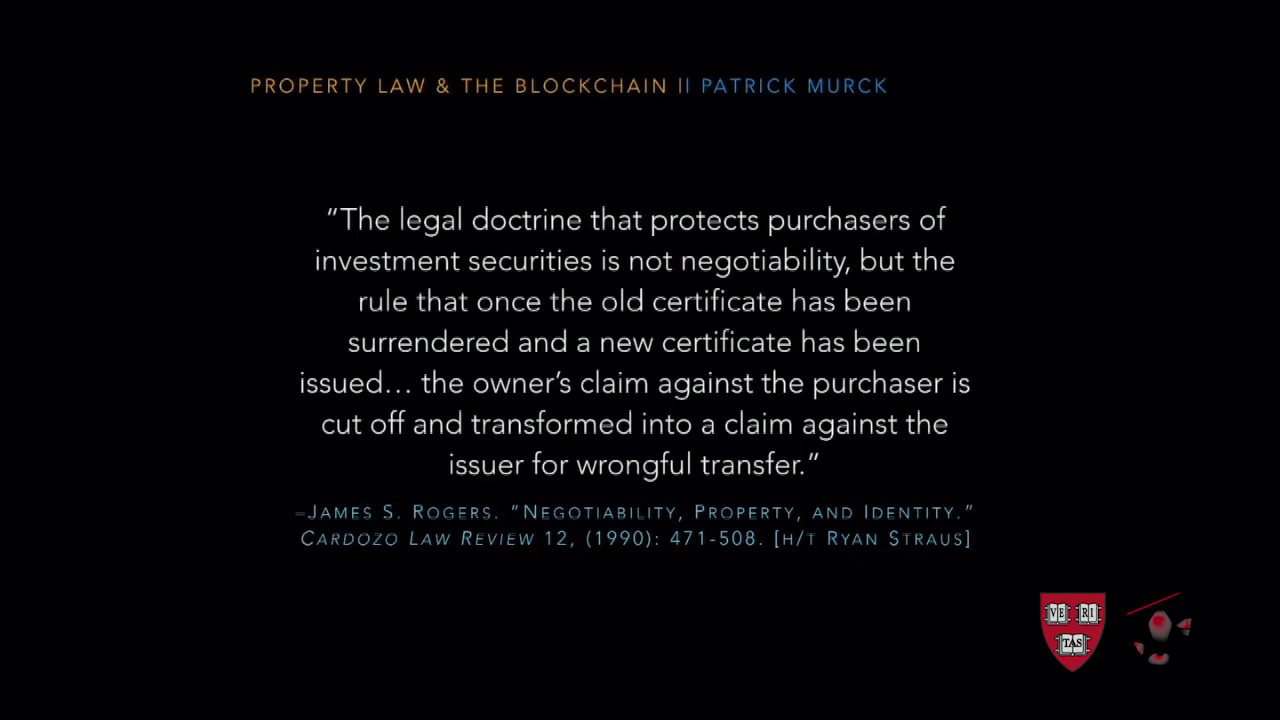 PROPERTY LAW & THE BLOCKCHAIN || PATRICK MURCK
“The legal doctrine that protects purchasers of
investment securities is not negotiability, but the
rule that once the old certificate has been
surrendered and a new certificate has been
issued… the owner’s claim against the purchaser is
cut off and transformed into a claim against the
issuer for wrongful transfer.”
–JAMES S. ROGERS. “NEGOTIABILITY, PROPERTY, AND IDENTITY.”
CARDOZO LAW REVIEW 12, (1990): 471-508. [H/T RYAN STRAUS]
VE RI
TAS